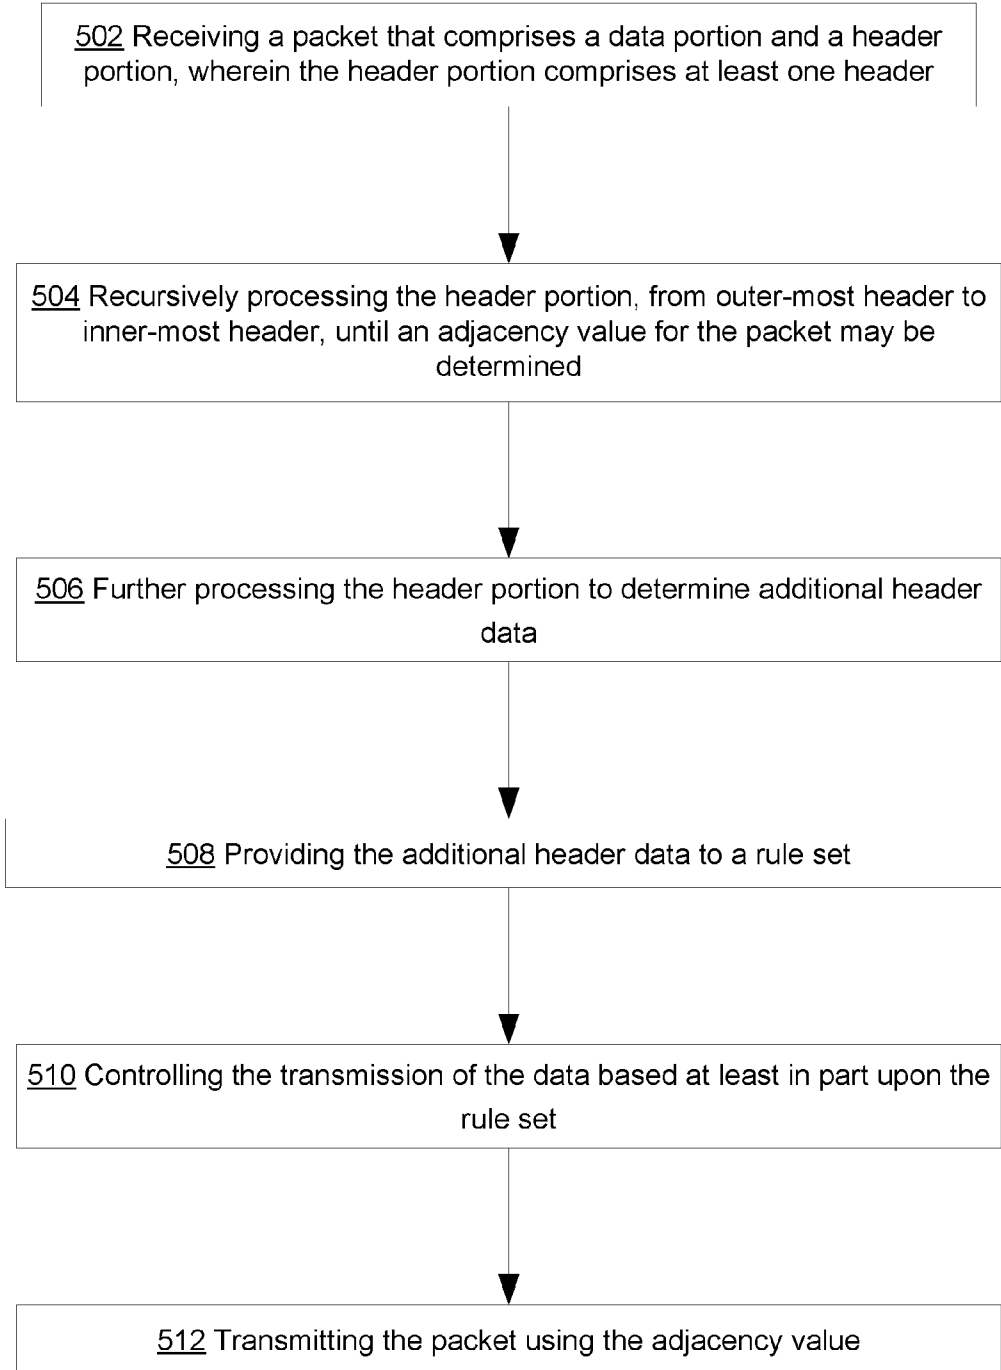 502 Receiving a packet that comprises a data portion and a header
portion, wherein the header portion comprises at least one header
504 Recursively processing the header portion, from outer-most header to
inner-most header, until an adjacency value for the packet may be
determined
506 Further processing the header portion to determine additional header
data
508 Providing the additional header data to a rule set
510 Controlling the transmission of the data based at least in part upon the
rule set
512 Transmitting the packet using the adjacency value